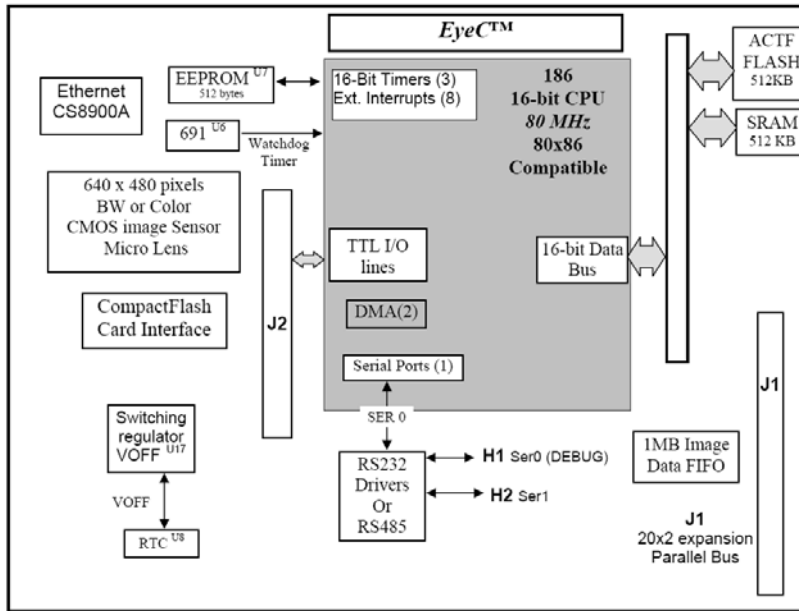 EyeC™
Ethernet
CS8900A
EEPROM U7
512 bytes
691 U6
Watchdog
Timer
16-Bit Timers (3)
Ext. Interrupts (8)
186
16-bit CPU
80 MHz
80x86
Compatible
ACTF
FLASH
512KB
SRAM
512 KB
640 x 480 pixels
BW or Color
CMOS image Sensor
Micro Lens
J2
TTL I/O
lines
16-bit Data
Bus
CompactFlash
Card Interface
DMA(2)
Serial Ports (1)
SER 0
J1
Switching
regulator
VOFF U17
VOFF
RTC U8
RS232
Drivers
Or
RS485
H1 Ser0 (DEBUG)
H2 Ser1
1MB Image
Data FIFO
J1
20x2 expansion
Parallel Bus